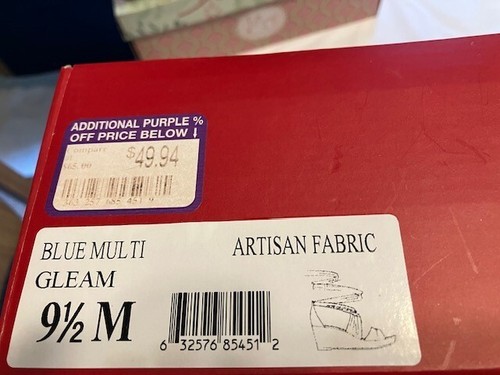 ADDITIONAL PURPLE %
OFF PRICE BELOW ↓
$49.94
BLUE MULTI
ARTISAN FABRIC
GLEAM
9½ M
6 32576 85451 2